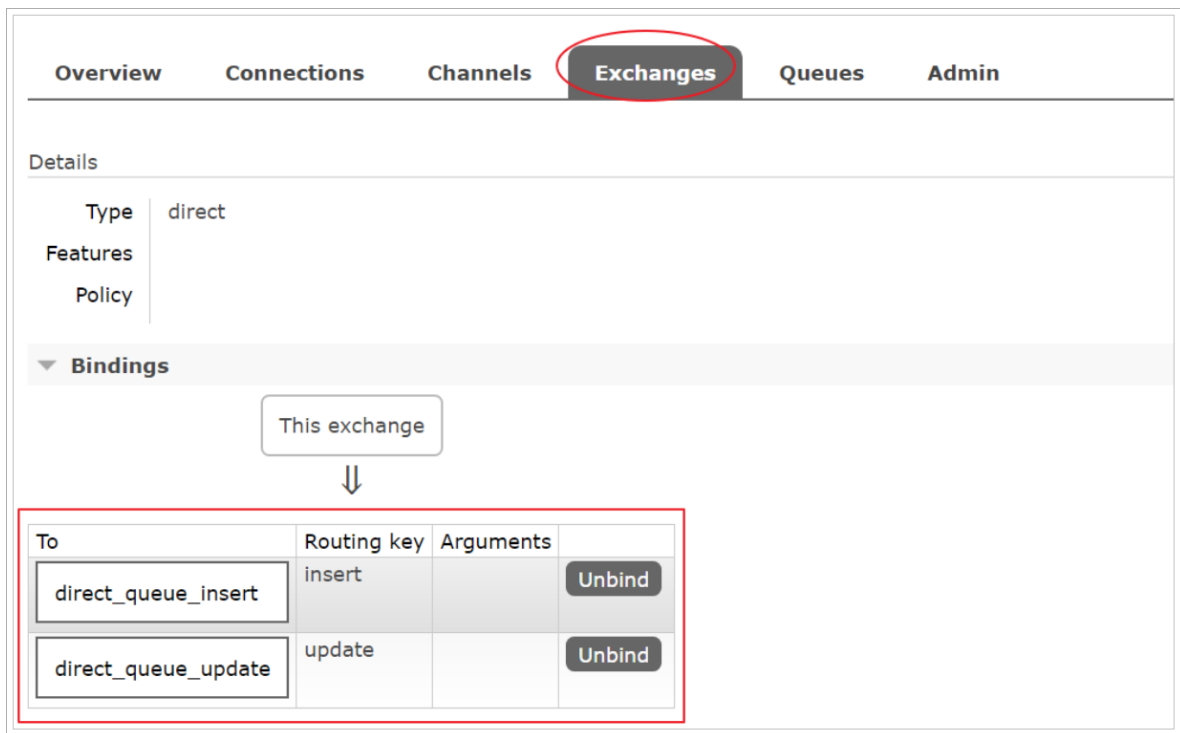 Overview Connections Channels Exchanges Queues Admin
Details
Type direct
Features
Policy
Bindings
This exchange
To Routing key Arguments
direct_queue_insert insert Unbind
direct_queue_update update Unbind